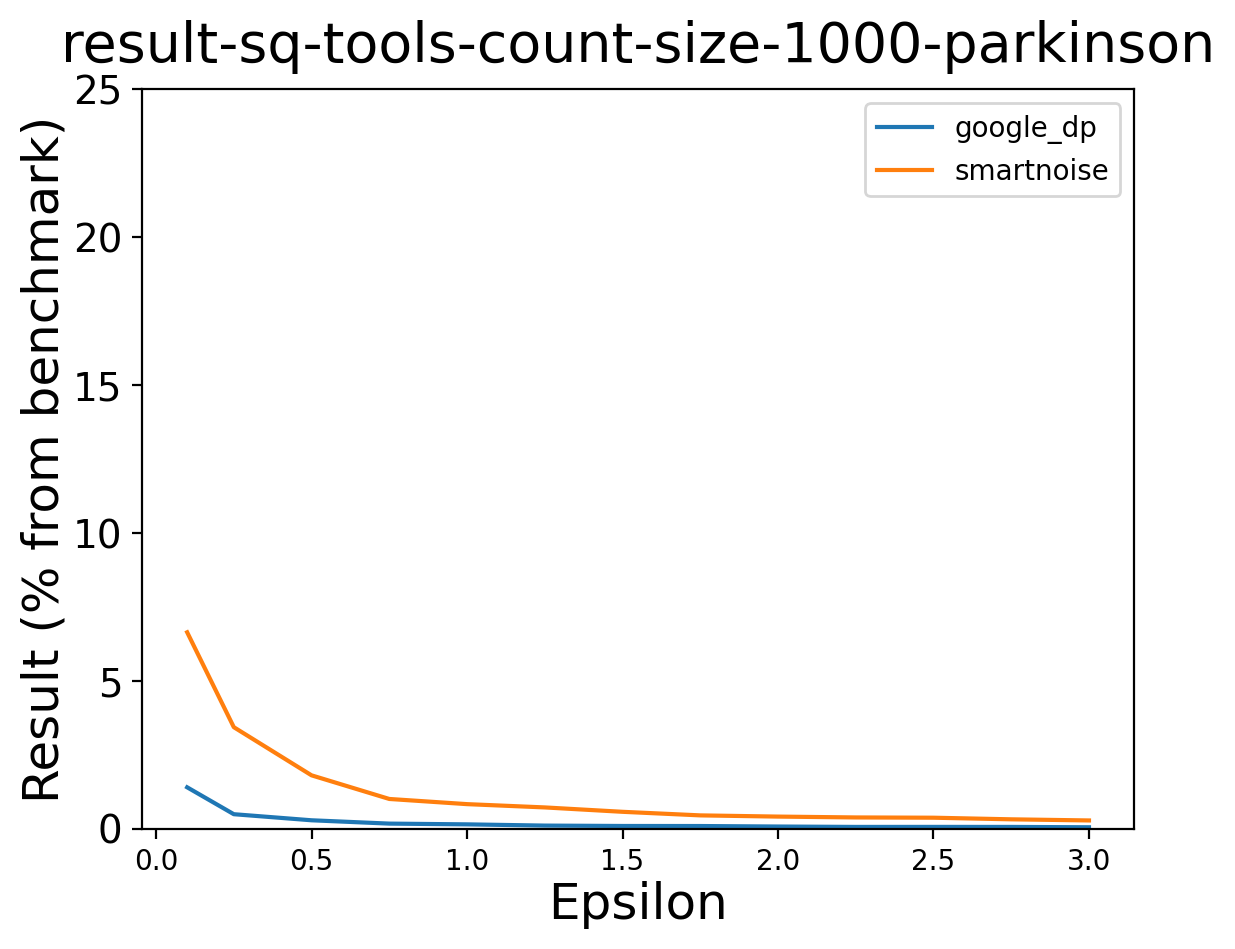 result-sq-tools-count-size-1000-parkinson
Result (% from benchmark)
25
20
15
10
5
0
google_dp
smartnoise
0.0 0.5 1.0 1.5 2.0 2.5 3.0
Epsilon